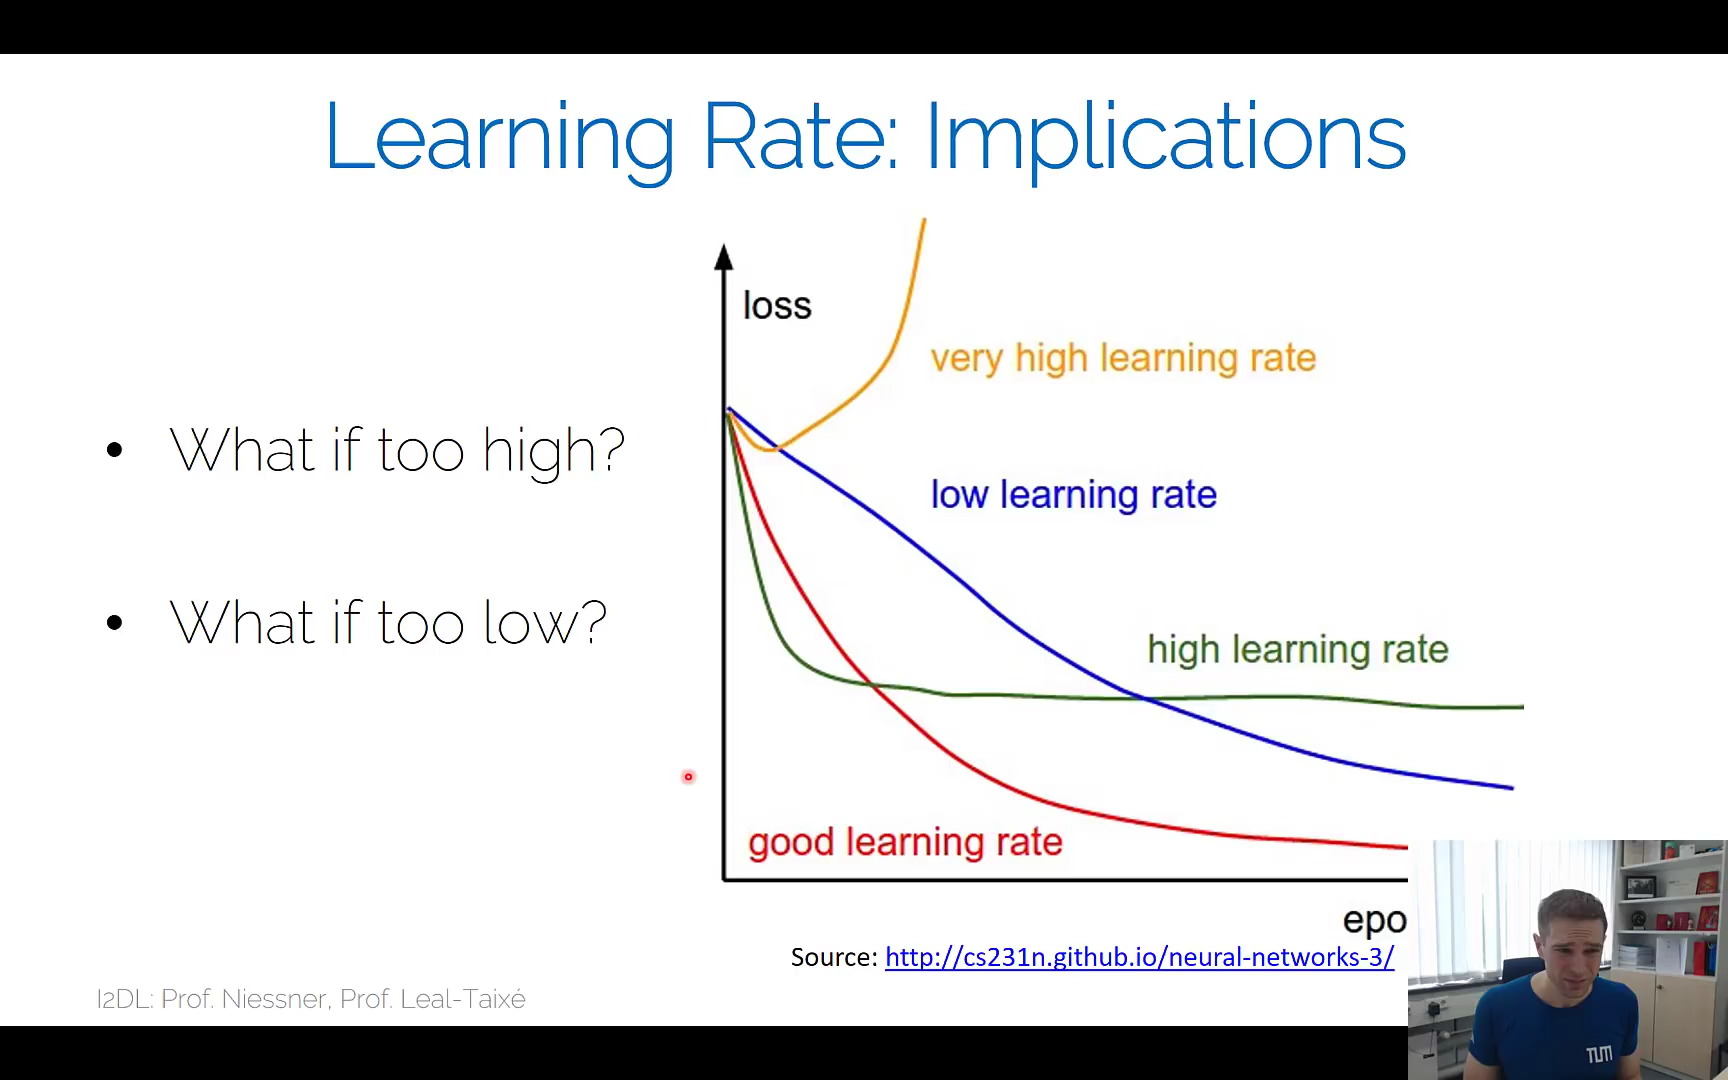 Learning Rate: Implications
loss
very high learning rate
• What if too high?
low learning rate
• What if too low?
high learning rate
good learning rate
epo
Source: http://cs231n.github.io/neural-networks-3/
I2DL: Prof. Niessner, Prof. Leal-Taixé
TUM